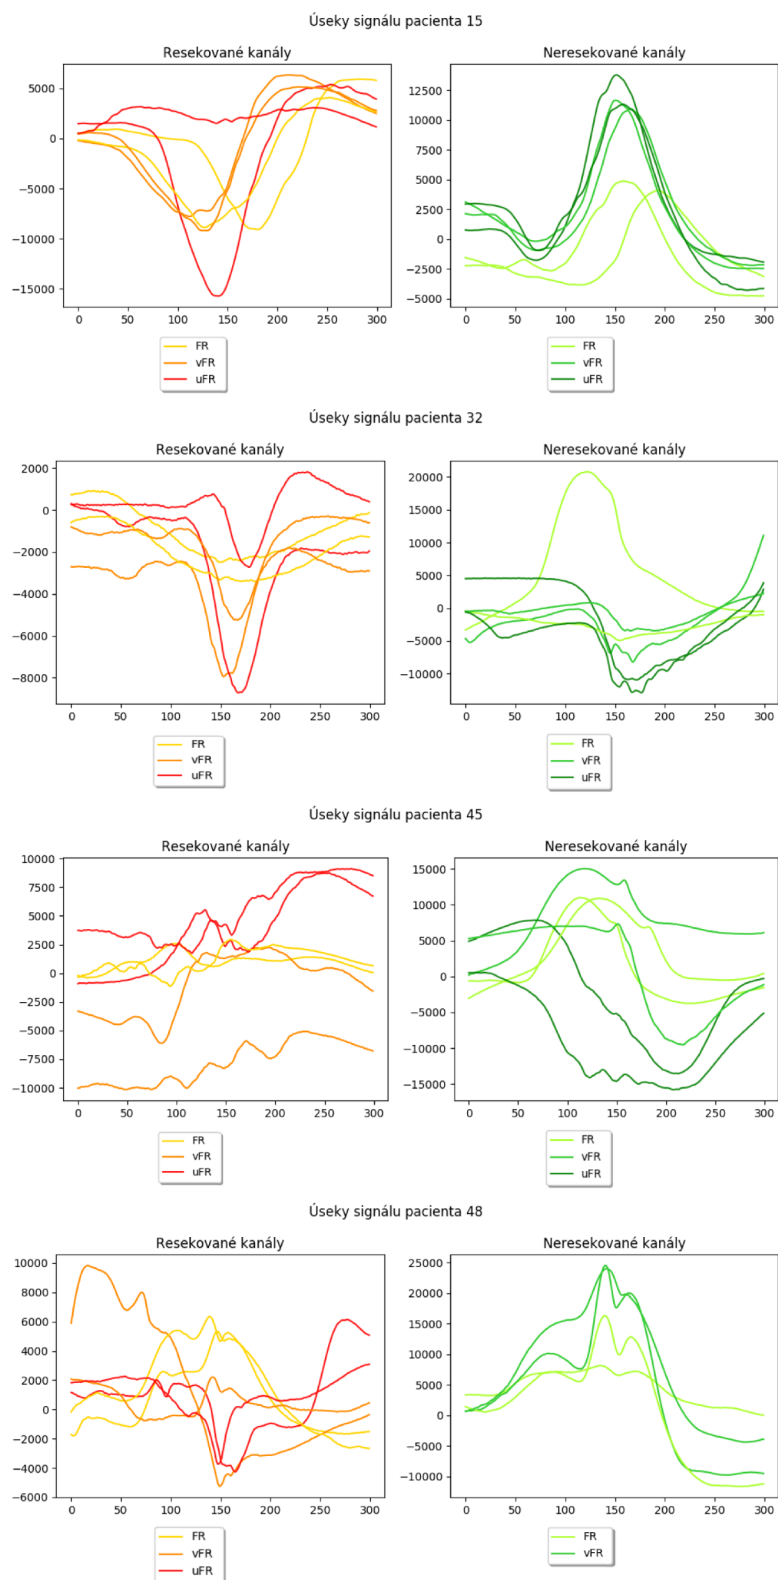 Úseky signálu pacienta 15
Resekované kanály
5000
0
−5000
−10000
−15000
0 50 100 150 200 250 300
FR
vFR
uFR
Neresekované kanály
12500
10000
7500
5000
2500
0
−2500
−5000
0 50 100 150 200 250 300
FR
vFR
uFR
Úseky signálu pacienta 32
Resekované kanály
2000
0
−2000
−4000
−6000
−8000
0 50 100 150 200 250 300
FR
vFR
uFR
Neresekované kanály
20000
15000
10000
5000
0
−5000
−10000
0 50 100 150 200 250 300
FR
vFR
uFR
Úseky signálu pacienta 45
Resekované kanály
10000
7500
5000
2500
0
−2500
−5000
−7500
−10000
0 50 100 150 200 250 300
FR
vFR
uFR
Neresekované kanály
15000
10000
5000
0
−5000
−10000
−15000
0 50 100 150 200 250 300
FR
vFR
uFR
Úseky signálu pacienta 48
Resekované kanály
10000
8000
6000
4000
2000
0
−2000
−4000
−6000
0 50 100 150 200 250 300
FR
vFR
uFR
Neresekované kanály
25000
20000
15000
10000
5000
0
−5000
−10000
0 50 100 150 200 250 300
FR
vFR